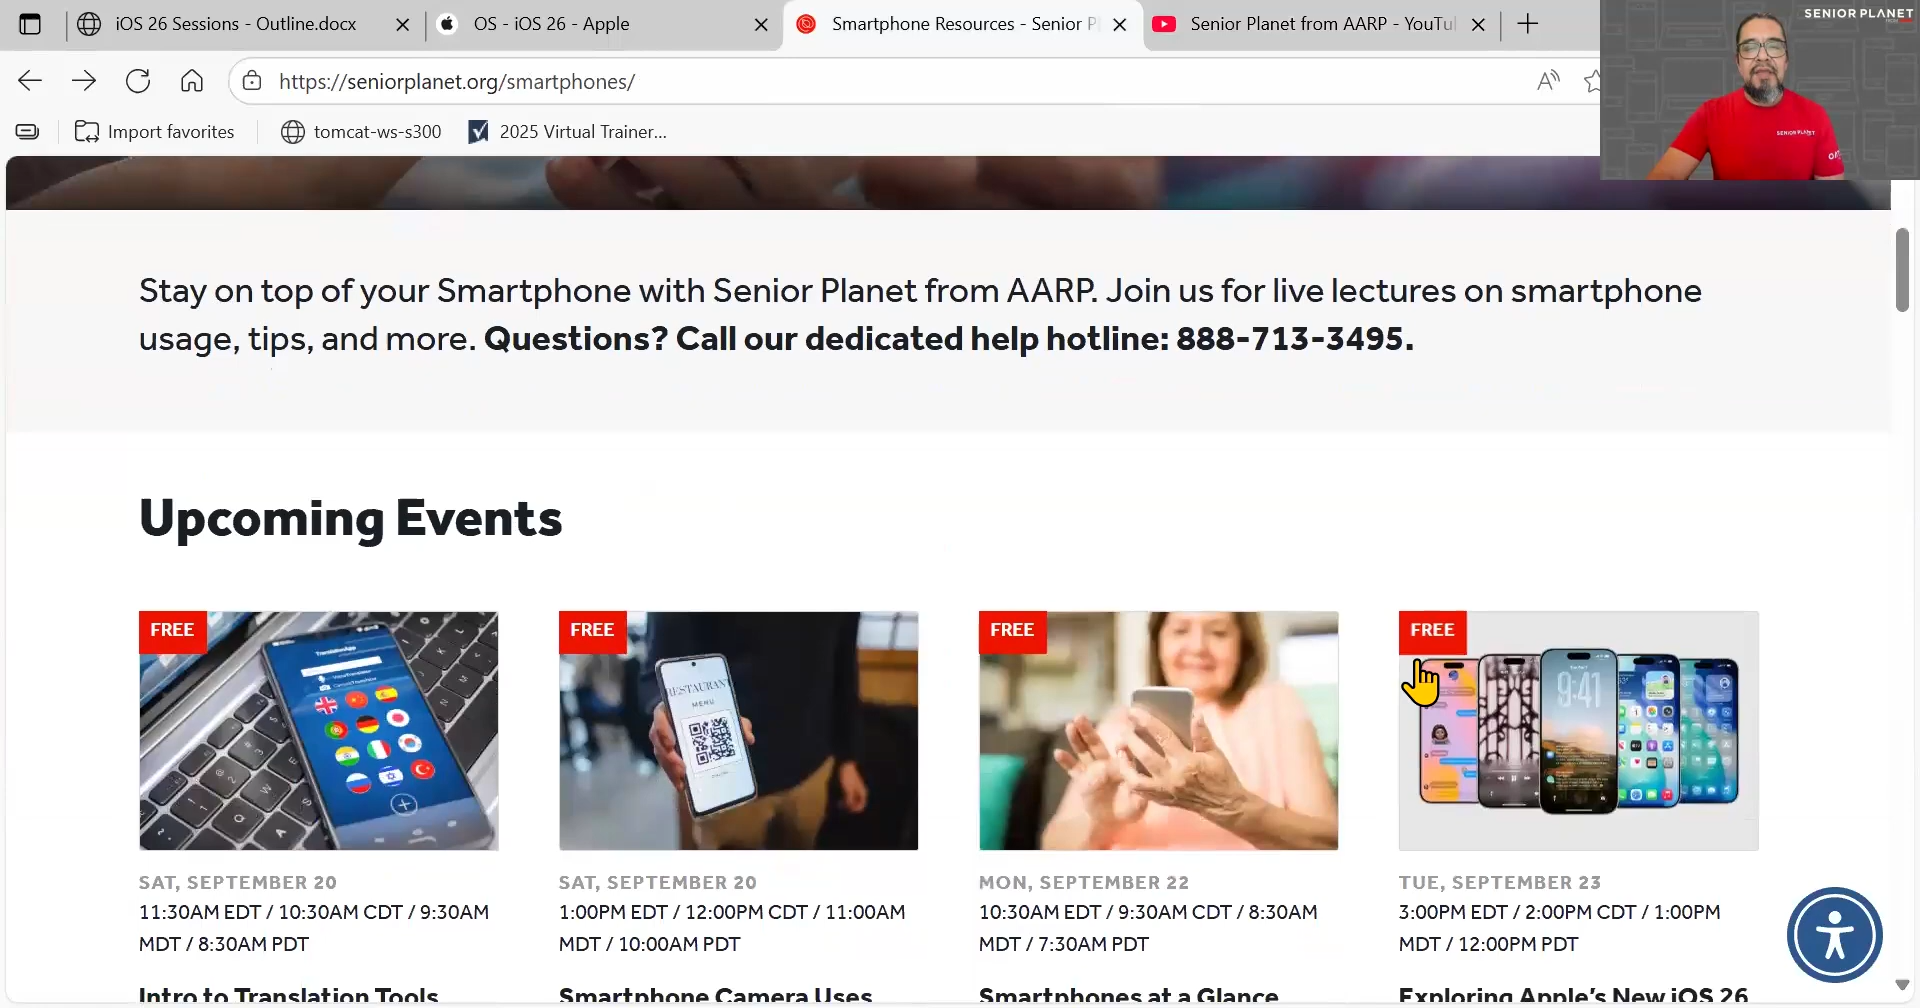 iOS 26 Sessions - Outline.docx
OS - iOS 26 - Apple
Smartphone Resources - Senior P
Senior Planet from AARP - YouTu
SENIOR PLANET
https://seniorplanet.org/smartphones/
Import favorites
tomcat-ws-s300
2025 Virtual Trainer...
SENIOR PLANET
Stay on top of your Smartphone with Senior Planet from AARP. Join us for live lectures on smartphone
usage, tips, and more. Questions? Call our dedicated help hotline: 888-713-3495.
Upcoming Events
FREE
FREE
FREE
FREE
RESTAURANT
MENU
9:41
SAT, SEPTEMBER 20
11:30AM EDT / 10:30AM CDT / 9:30AM
MDT / 8:30AM PDT
Intro to Translation Tools
SAT, SEPTEMBER 20
1:00PM EDT / 12:00PM CDT / 11:00AM
MDT / 10:00AM PDT
Smartphone Camera Uses
MON, SEPTEMBER 22
10:30AM EDT / 9:30AM CDT / 8:30AM
MDT / 7:30AM PDT
Smartphones at a Glance
TUE, SEPTEMBER 23
3:00PM EDT / 2:00PM CDT / 1:00PM
MDT / 12:00PM PDT
Exploring Apple's New iOS 26